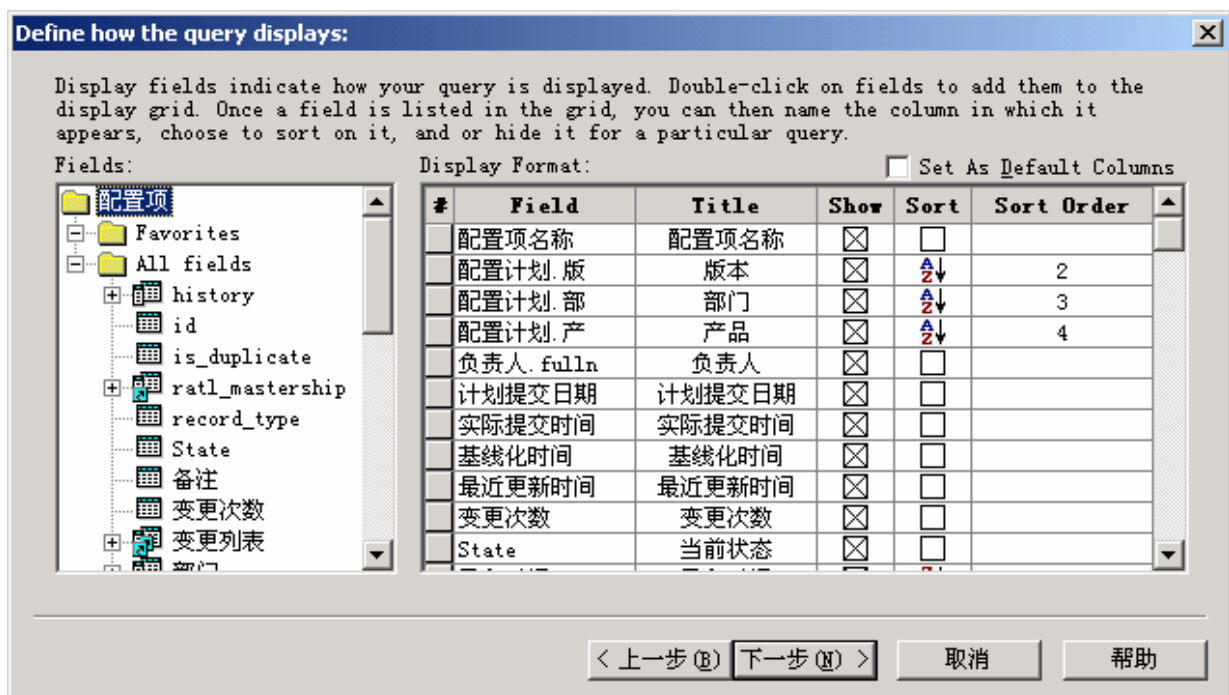 Define how the query displays:
Display fields indicate how your query is displayed. Double-click on fields to add them to the
display grid. Once a field is listed in the grid, you can then name the column in which it
appears, choose to sort on it, and or hide it for a particular query.
Fields:
配置项
Favorites
All fields
history
id
is_duplicate
ratl_mastership
record_type
State
备注
变更次数
变更列表
部门
Display Format:
Set As Default Columns
# Field Title Show Sort Sort Order
配置项名称 配置项名称
配置计划.版 版本 2
配置计划.部 部门 3
配置计划.产 产品 4
负责人.fulln 负责人
计划提交日期 计划提交日期
实际提交时间 实际提交时间
基线化时间 基线化时间
最近更新时间 最近更新时间
变更次数 变更次数
State 当前状态
< 上一步(B) 下一步(N) > 取消 帮助